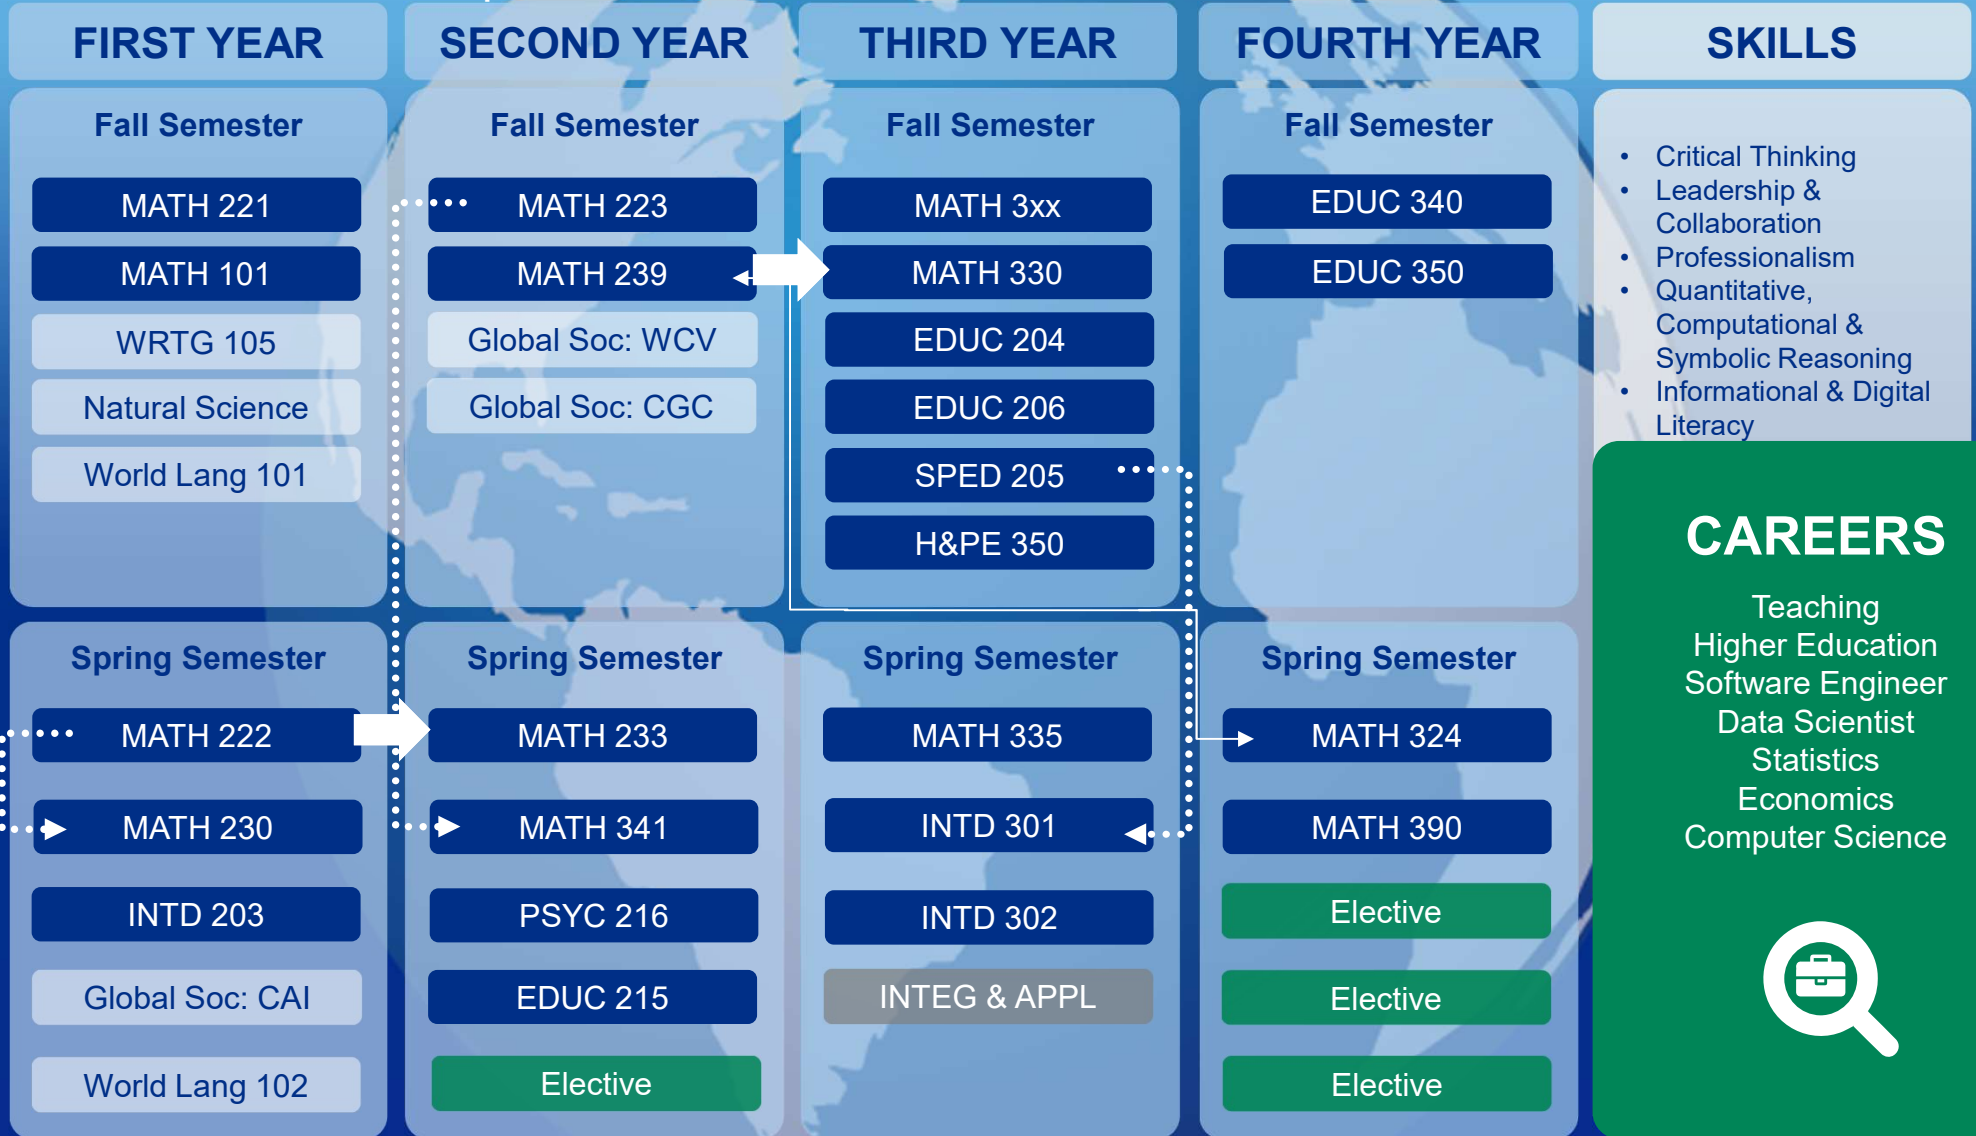 FIRST YEAR
Fall Semester
MATH 221
MATH 101
WRTG 105
Natural Science
World Lang 101
Spring Semester
MATH 222
MATH 230
INTD 203
Global Soc: CAI
World Lang 102
SECOND YEAR
Fall Semester
MATH 223
MATH 239
Global Soc: WCV
Global Soc: CGC
Spring Semester
MATH 233
MATH 341
PSYC 216
EDUC 215
Elective
THIRD YEAR
Fall Semester
MATH 3xx
MATH 330
EDUC 204
EDUC 206
SPED 205
H&PE 350
Spring Semester
MATH 335
INTD 301
INTD 302
INTEG & APPL
FOURTH YEAR
Fall Semester
EDUC 340
EDUC 350
Spring Semester
MATH 324
MATH 390
Elective
Elective
Elective
SKILLS
• Critical Thinking
• Leadership &
Collaboration
• Professionalism
• Quantitative,
Computational &
Symbolic Reasoning
• Informational & Digital
Literacy
CAREERS
Teaching
Higher Education
Software Engineer
Data Scientist
Statistics
Economics
Computer Science